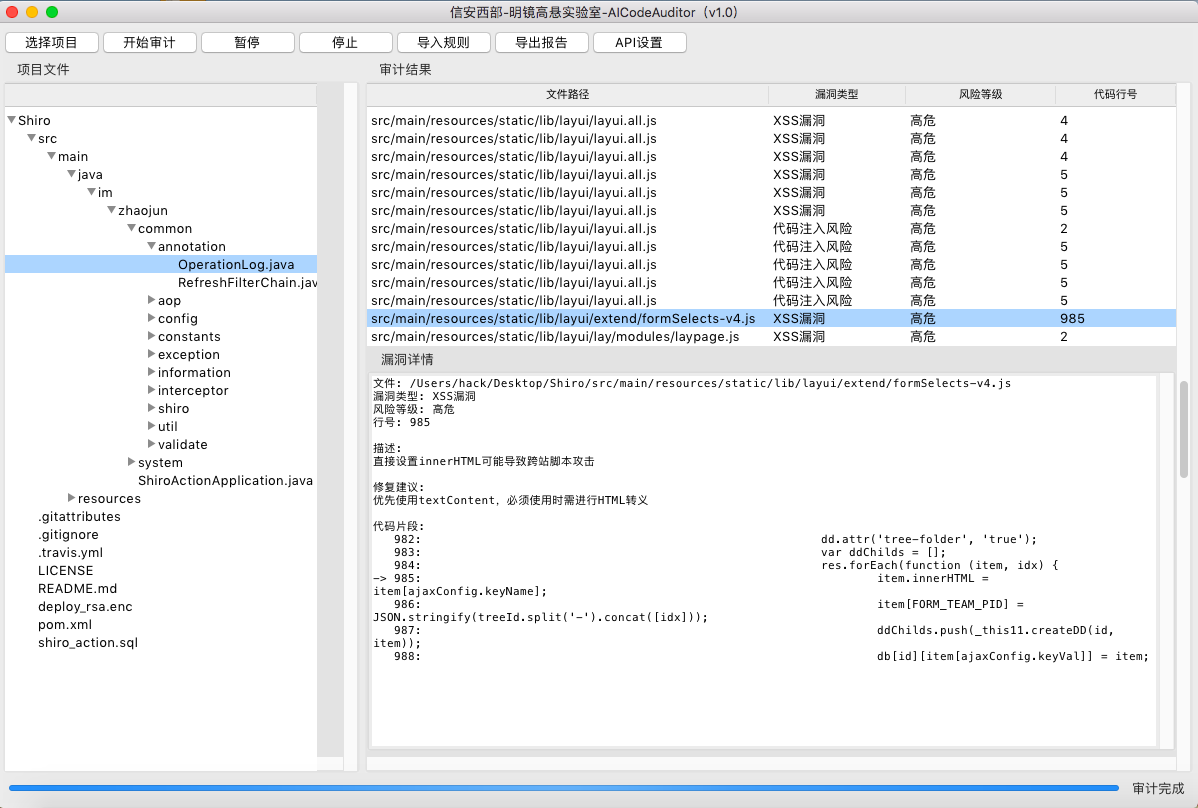 信安西部-明镜高悬实验室-AICodeAuditor（v1.0）
选择项目 开始审计 暂停 停止 导入规则 导出报告 API设置
项目文件
Shiro
src
main
java
im
zhaojun
common
annotation
OperationLog.java
RefreshFilterChain.jav
aop
config
constants
exception
information
interceptor
shiro
util
validate
system
ShiroActionApplication.java
resources
.gitattributes
.gitignore
.travis.yml
LICENSE
README.md
deploy_rsa.enc
pom.xml
shiro_action.sql
审计结果
文件路径 漏洞类型 风险等级 代码行号
src/main/resources/static/lib/layui/layui.all.js XSS漏洞 高危 4
src/main/resources/static/lib/layui/layui.all.js XSS漏洞 高危 4
src/main/resources/static/lib/layui/layui.all.js XSS漏洞 高危 4
src/main/resources/static/lib/layui/layui.all.js XSS漏洞 高危 5
src/main/resources/static/lib/layui/layui.all.js XSS漏洞 高危 5
src/main/resources/static/lib/layui/layui.all.js XSS漏洞 高危 5
src/main/resources/static/lib/layui/layui.all.js 代码注入风险 高危 2
src/main/resources/static/lib/layui/layui.all.js 代码注入风险 高危 5
src/main/resources/static/lib/layui/layui.all.js 代码注入风险 高危 5
src/main/resources/static/lib/layui/layui.all.js 代码注入风险 高危 5
src/main/resources/static/lib/layui/layui.all.js 代码注入风险 高危 5
src/main/resources/static/lib/layui/extend/formSelects-v4.js XSS漏洞 高危 985
src/main/resources/static/lib/layui/lay/modules/laypage.js XSS漏洞 高危 2
漏洞详情
文件: /Users/hack/Desktop/Shiro/src/main/resources/static/lib/layui/extend/formSelects-v4.js
漏洞类型: XSS漏洞
风险等级: 高危
行号: 985
描述:
直接设置innerHTML可能导致跨站脚本攻击
修复建议:
优先使用textContent，必须使用时需进行HTML转义
代码片段:
982: dd.attr('tree-folder', 'true');
983: var ddChilds = [];
984: res.forEach(function (item, idx) {
-> 985: item.innerHTML =
item[ajaxConfig.keyName];
986: item[FORM_TEAM_PID] =
JSON.stringify(treeId.split('-').concat([idx]));
987: ddChilds.push(_this11.createDD(id,
item));
988: db[id][item[ajaxConfig.keyVal]] = item;
审计完成